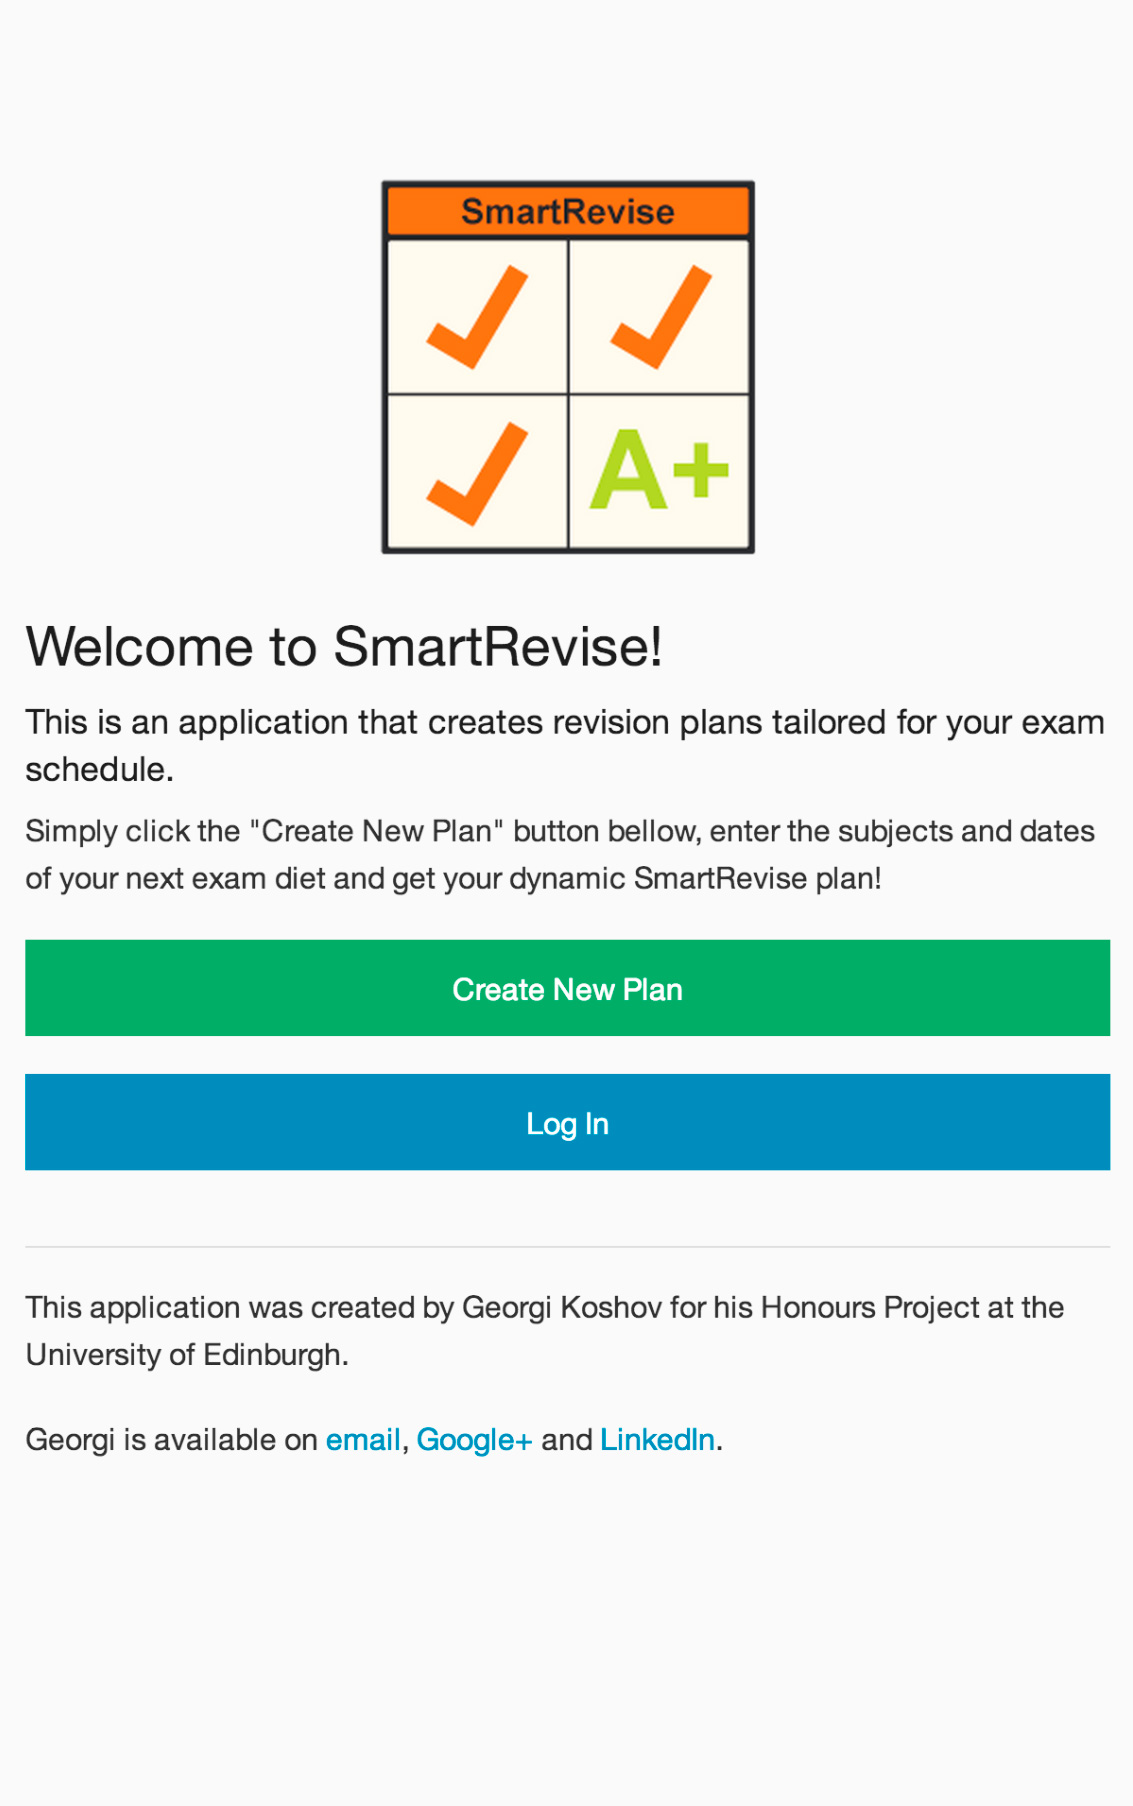 SmartRevise
A+
Welcome to SmartRevise!
This is an application that creates revision plans tailored for your exam
schedule.
Simply click the "Create New Plan" button bellow, enter the subjects and dates
of your next exam diet and get your dynamic SmartRevise plan!
Create New Plan
Log In
This application was created by Georgi Koshov for his Honours Project at the
University of Edinburgh.
Georgi is available on email, Google+ and LinkedIn.